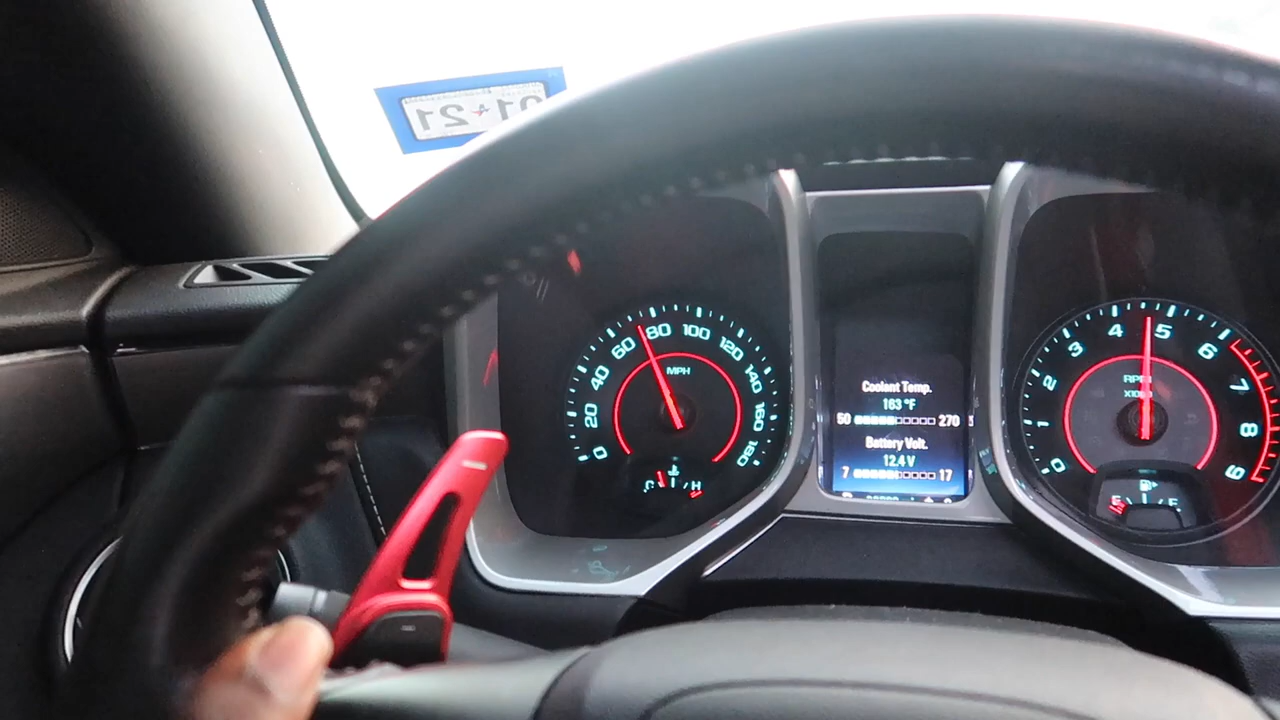 21 ★ 01
0 20 40 60 80 100 120 140 160 180
MPH
C H
Coolant Temp.
163 °F
50 270
Battery Volt.
12.4 V
7 17
0 1 2 3 4 5 6 7 8 9
RPM
X1000
E F